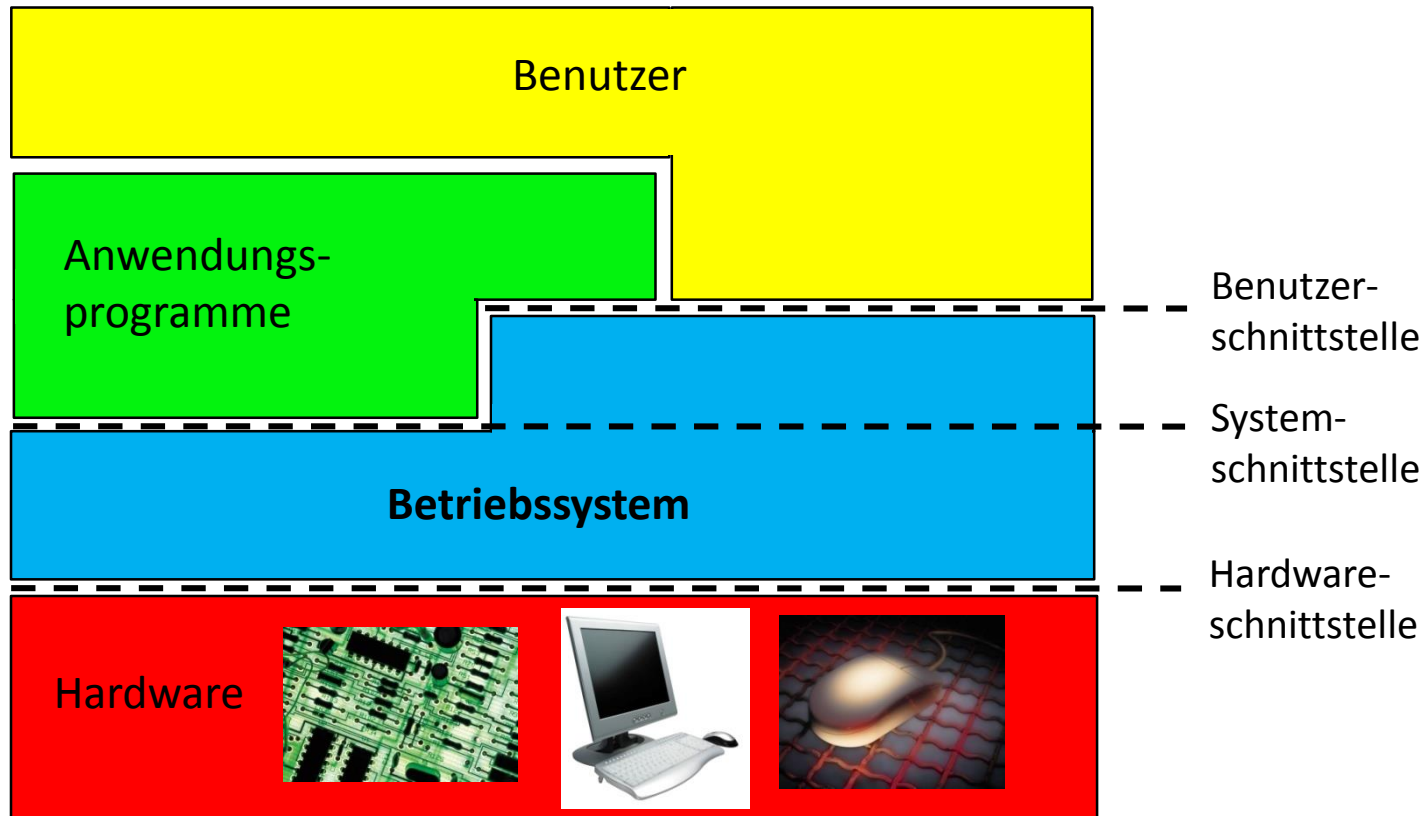 Benutzer
Anwendungs-
programme
Benutzer-
schnittstelle
System-
schnittstelle
Betriebssystem
Hardware-
schnittstelle
Hardware